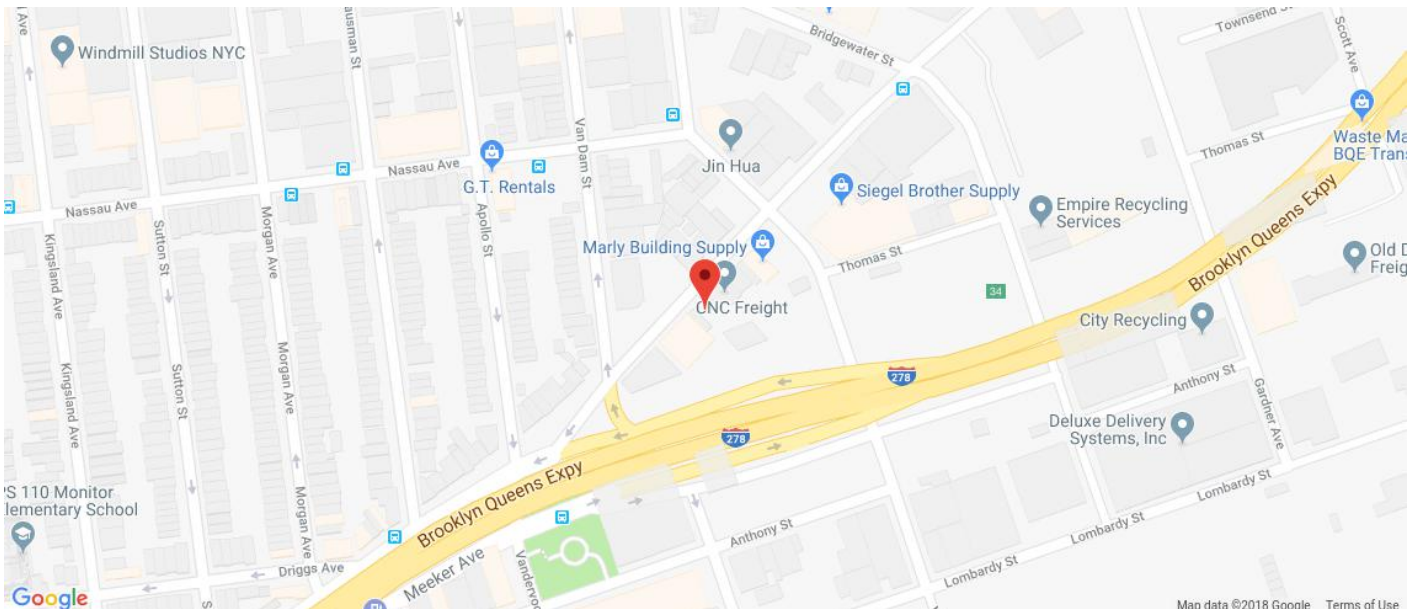 Ave
Windmill Studios NYC
ausman St
Bridgewater St
Townsend S
Scott Ave
Waste Ma
BQE Trans
Thomas St
Van Dam St
Jin Hua
Nassau Ave
G.T. Rentals
Siegel Brother Supply
Empire Recycling
Services
Nassau Ave
Apollo St
Kingsland Ave
Sutton St
Morgan Ave
Marly Building Supply
Thomas St
Brooklyn Queens Expy
Old D
Freig
CNC Freight
34
City Recycling
Kingsland Ave
Sutton St
Morgan Ave
Morgan Ave
278
Anthony St
Gardner Ave
Deluxe Delivery
Systems, Inc
278
Brooklyn Queens Expy
PS 110 Monitor
Elementary School
Lombardy St
Lombardy St
Anthony St
Lombardy St
Driggs Ave
Meeker Ave
Vandervoo
S
Google
Map data ©2018 Google
Terms of Use